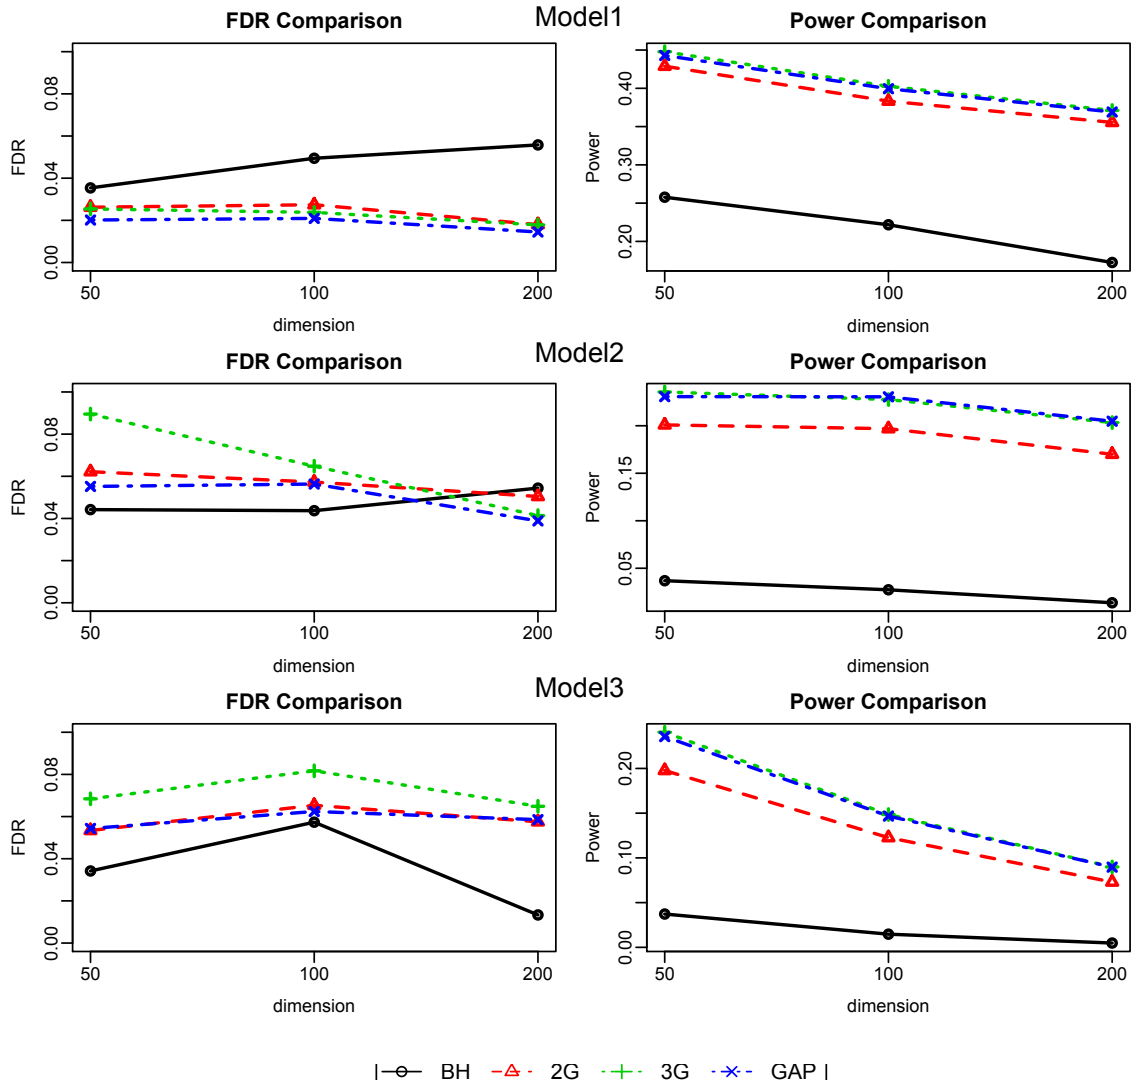 Model1
FDR Comparison
Power Comparison
FDR
0.00 0.04 0.08
50 100 200
dimension
Power
0.20 0.30 0.40
50 100 200
dimension
Model2
FDR Comparison
Power Comparison
FDR
0.00 0.04 0.08
50 100 200
dimension
Power
0.05 0.15
50 100 200
dimension
Model3
FDR Comparison
Power Comparison
FDR
0.00 0.04 0.08
50 100 200
dimension
Power
0.00 0.10 0.20
50 100 200
dimension
BH 2G 3G GAP